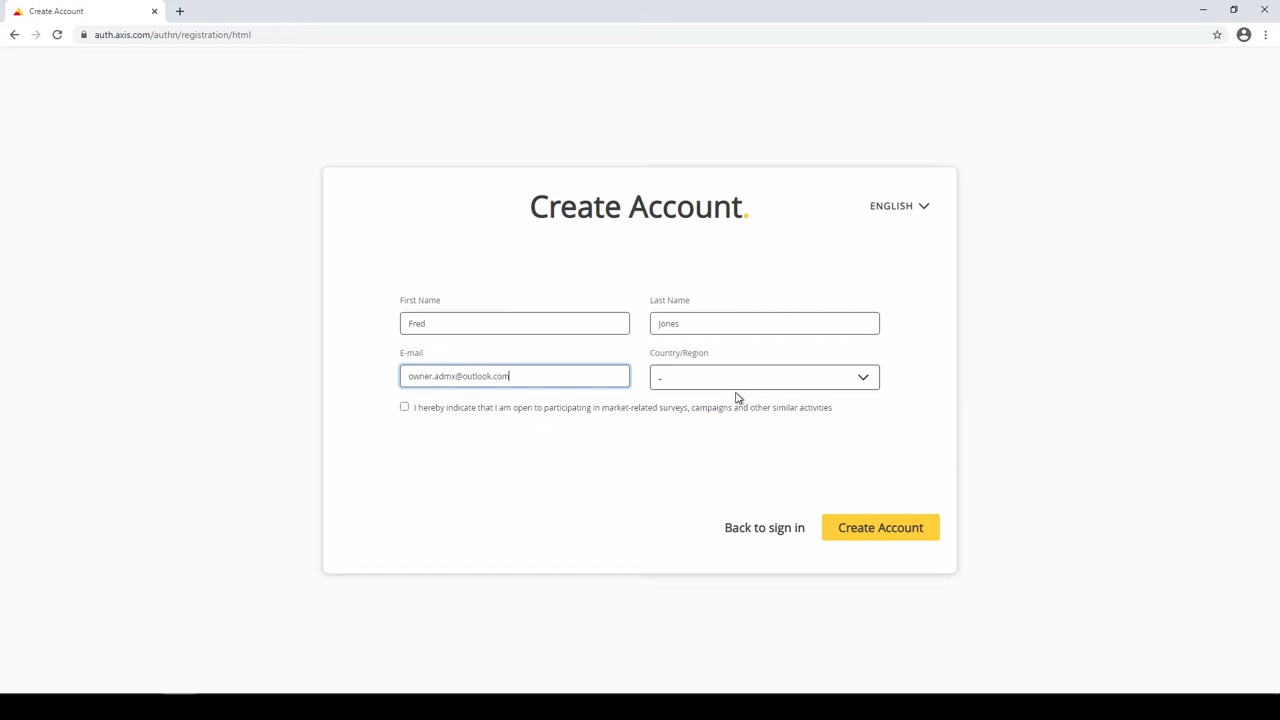 Create Account
auth.axis.com/authn/registration/html
Create Account.
ENGLISH
First Name
Last Name
Fred
Jones
E-mail
Country/Region
owner.admx@outlook.com
-
I hereby indicate that I am open to participating in market-related surveys, campaigns and other similar activities
Back to sign in
Create Account